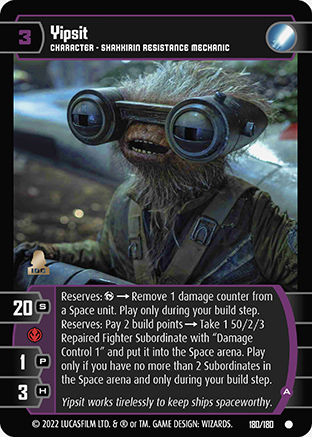 3
Yipsit
CHARACTER - SHAHKIRIN RESISTANCE MECHANIC
IDC
20 S
1 P
3 H
Reserves: → Remove 1 damage counter from
a Space unit. Play only during your build step.
Reserves: Pay 2 build points → Take 1 50/2/3
Repaired Fighter Subordinate with "Damage
Control 1" and put it into the Space arena. Play
only if you have no more than 2 Subordinates in
the Space arena and only during your build step.
A
Yipsit works tirelessly to keep ships spaceworthy.
© 2022 LUCASFILM LTD. & ® or TM. GAME DESIGN: WIZARDS.
180/180